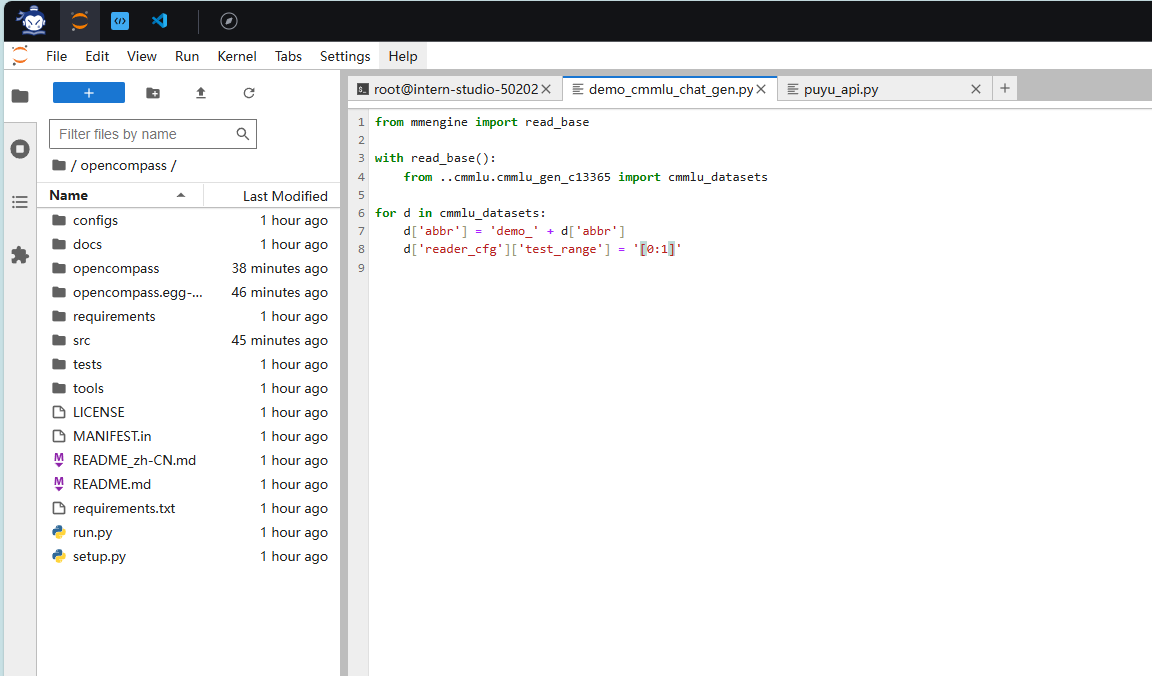 File Edit View Run Kernel Tabs Settings Help
root@intern-studio-50202
demo_cmmlu_chat_gen.py
puyu_api.py
Filter files by name
/ opencompass /
Name Last Modified
configs 1 hour ago
docs 1 hour ago
opencompass 38 minutes ago
opencompass.egg-... 46 minutes ago
requirements 1 hour ago
src 45 minutes ago
tests 1 hour ago
tools 1 hour ago
LICENSE 1 hour ago
MANIFEST.in 1 hour ago
README_zh-CN.md 1 hour ago
README.md 1 hour ago
requirements.txt 1 hour ago
run.py 1 hour ago
setup.py 1 hour ago
1 from mmengine import read_base
2
3 with read_base():
4     from ..cmmlu.cmmlu_gen_c13365 import cmmlu_datasets
5
6 for d in cmmlu_datasets:
7     d['abbr'] = 'demo_' + d['abbr']
8     d['reader_cfg']['test_range'] = '[0:1]'
9